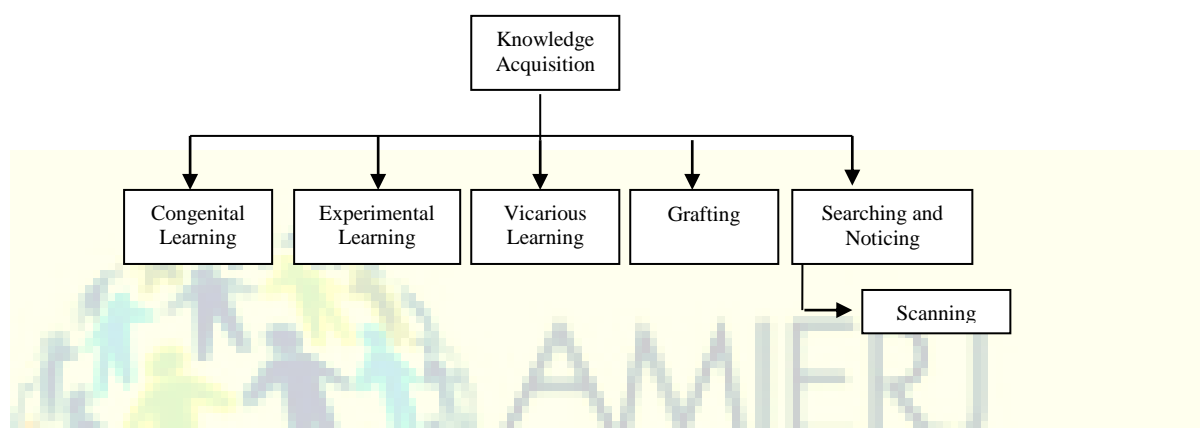 Knowledge
Acquisition
Congenital
Learning
Experimental
Learning
Vicarious
Learning
Grafting
Searching and
Noticing
Scanning
AMIERJ